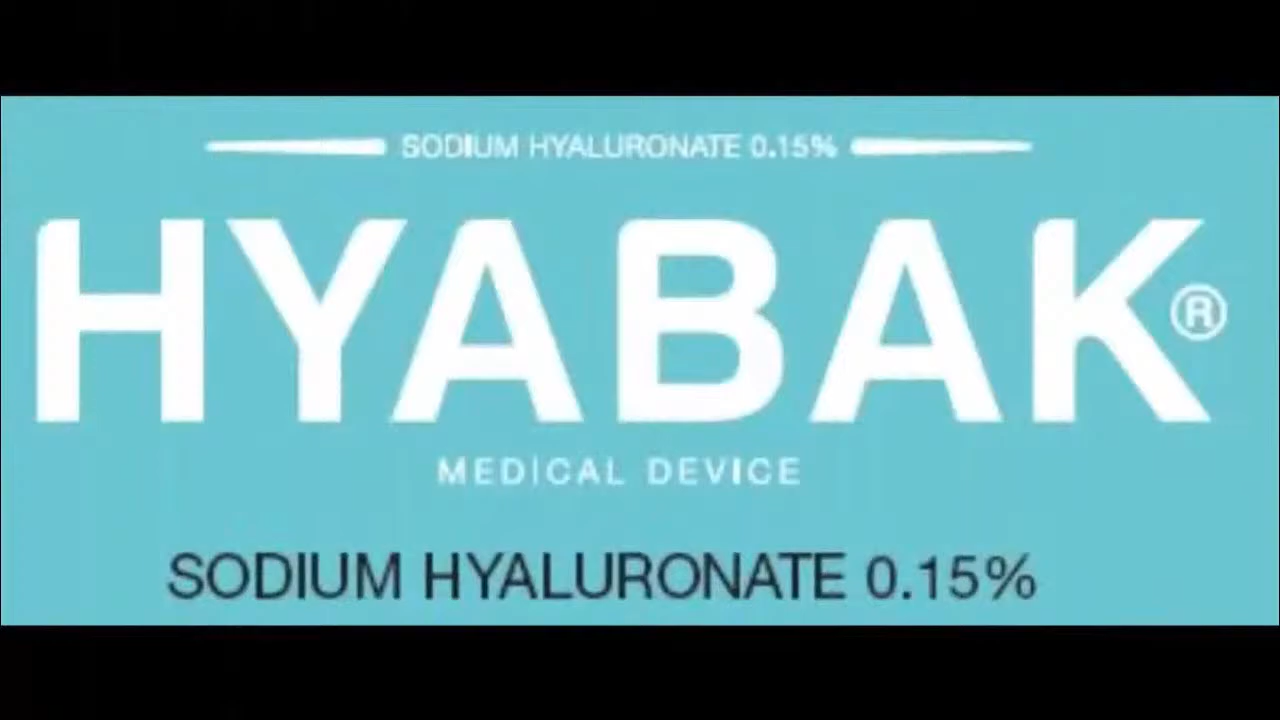 SODIUM HYALURONATE 0.15%
HYABAK®
MEDICAL DEVICE
SODIUM HYALURONATE 0.15%